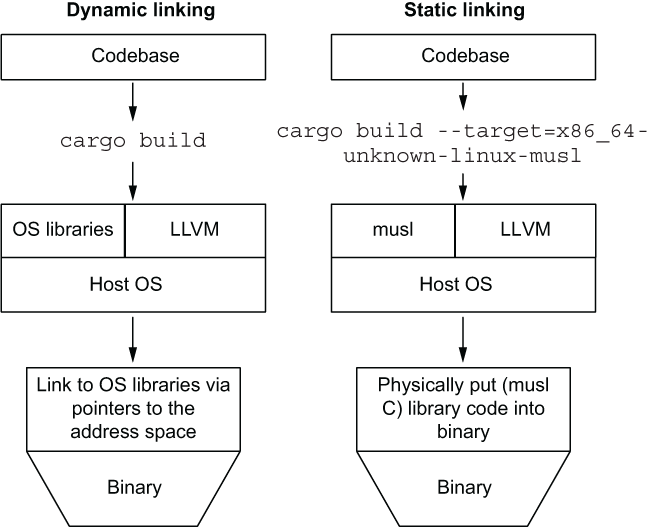 Dynamic linking
Codebase
cargo build
OS libraries
LLVM
Host OS
Link to OS libraries via
pointers to the
address space
Binary
Static linking
Codebase
cargo build --target=x86_64-
unknown-linux-musl
musl
LLVM
Host OS
Physically put (musl
C) library code into
binary
Binary